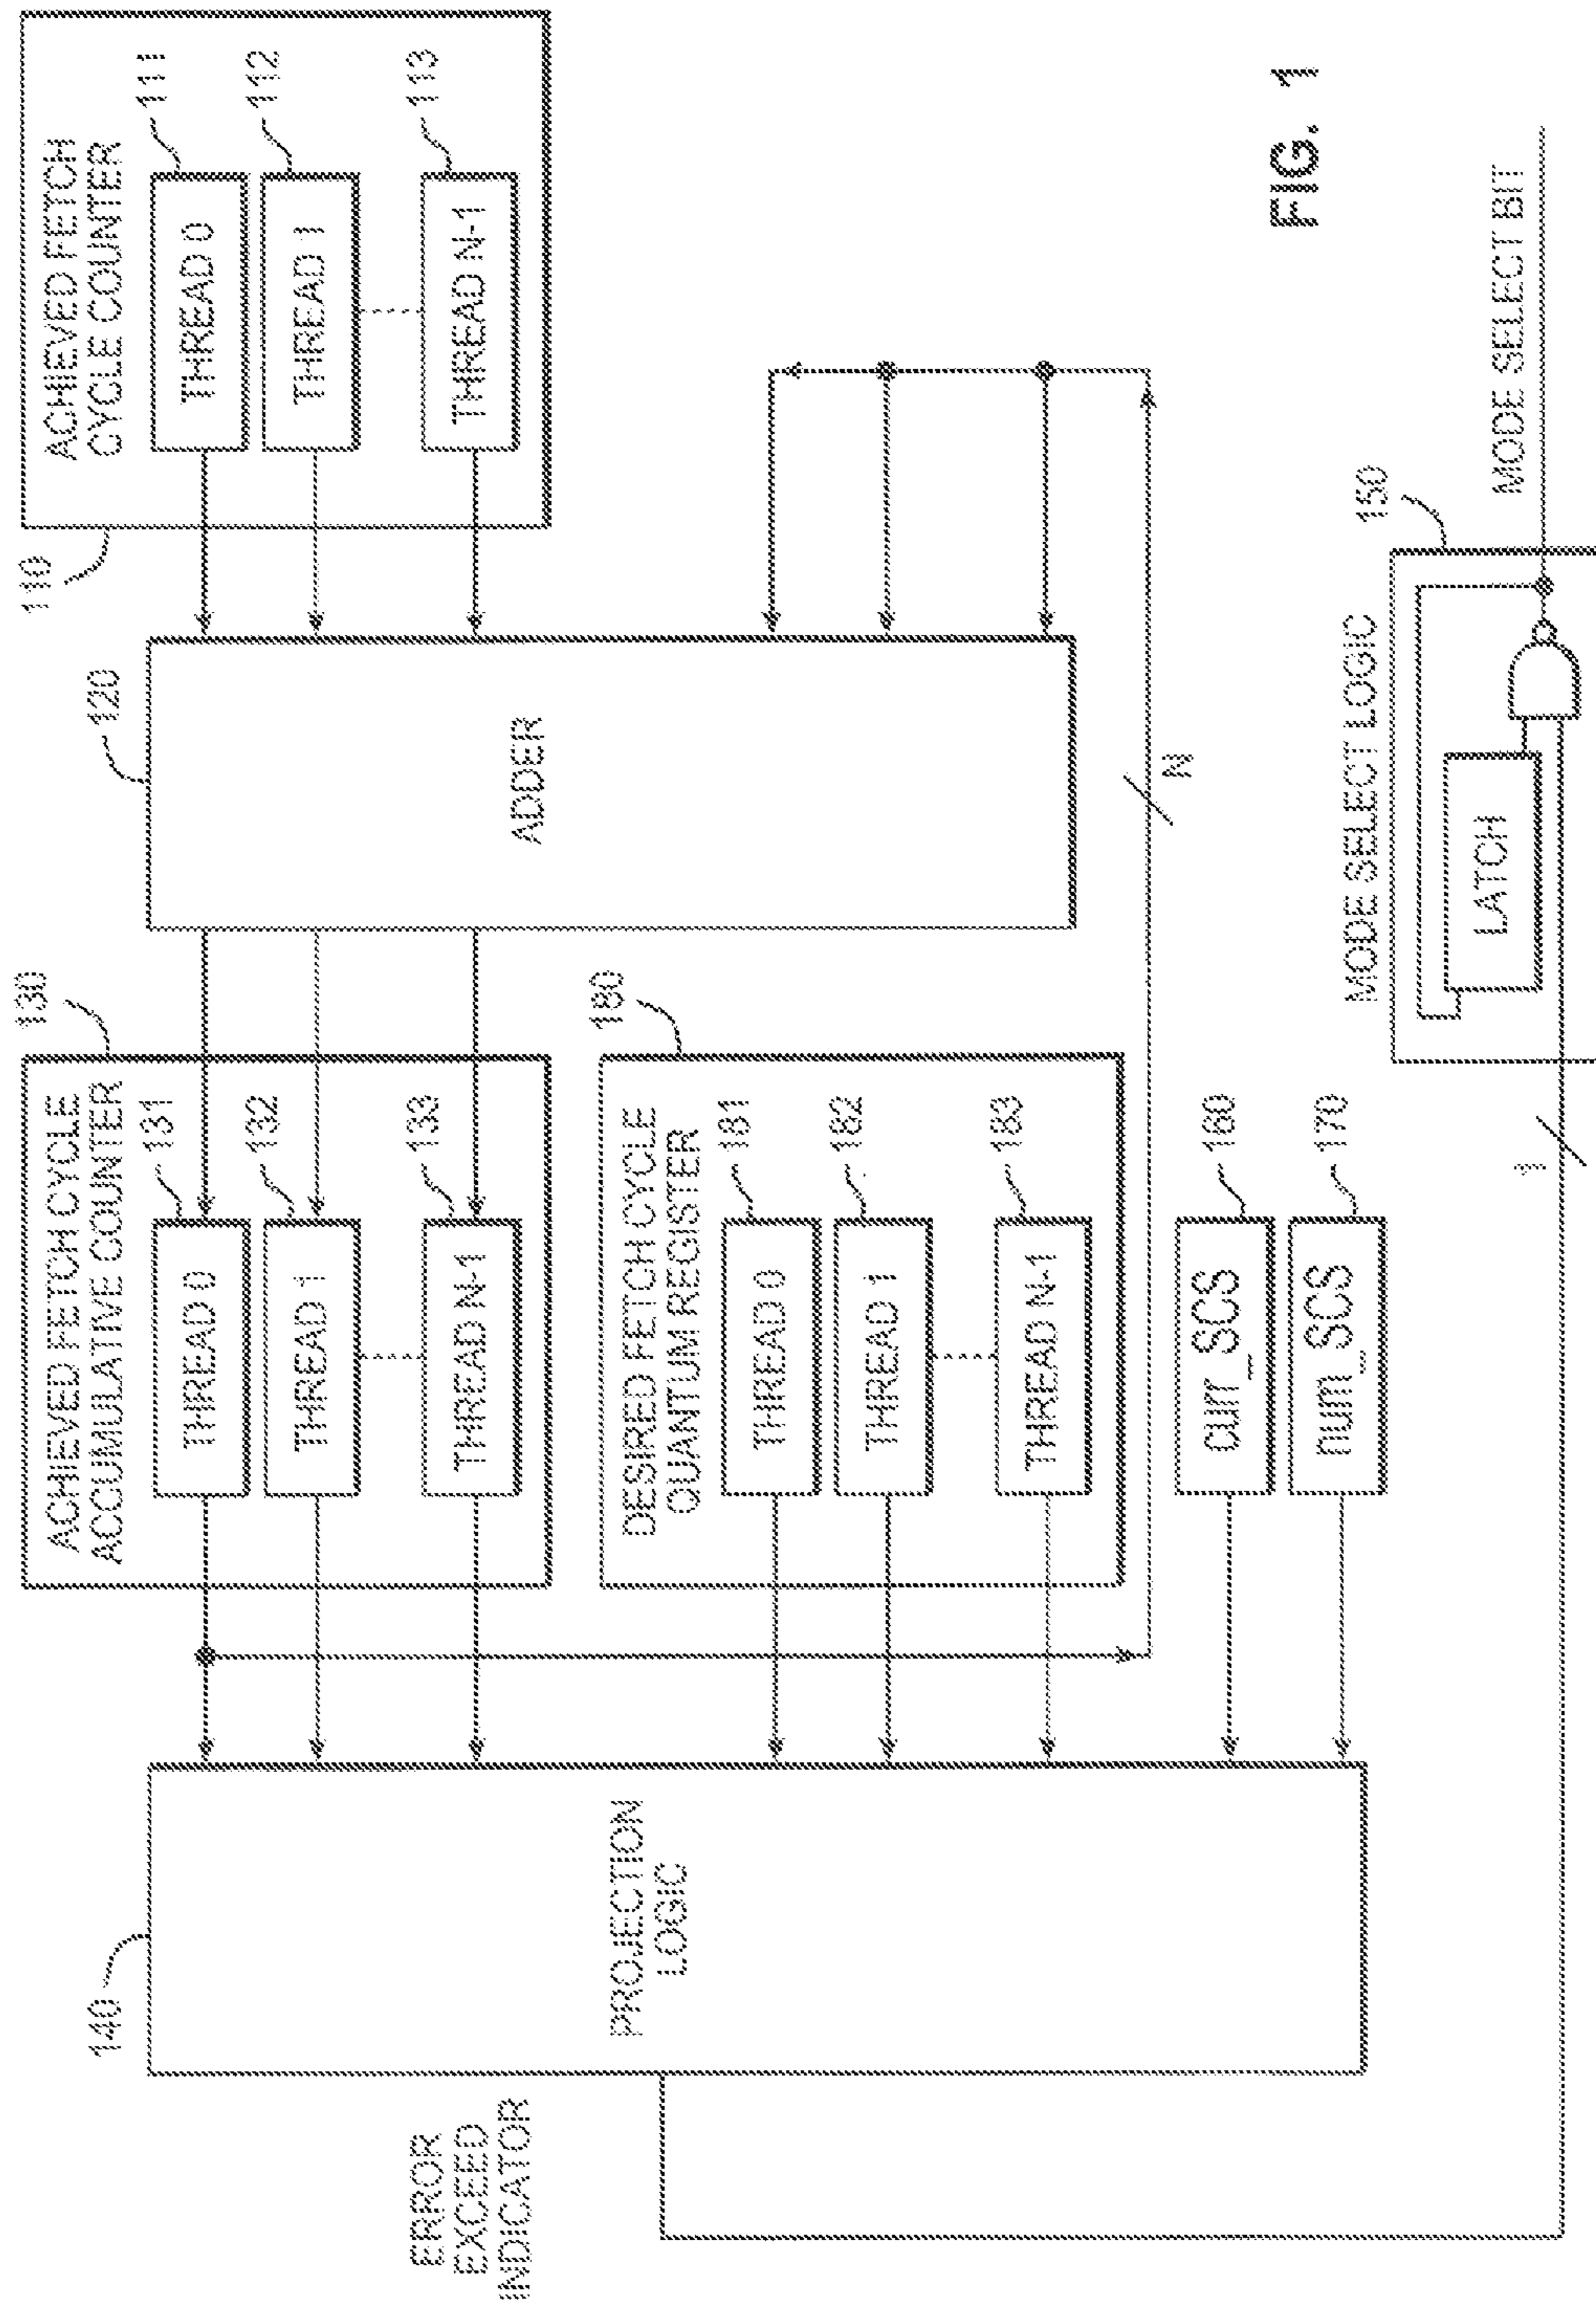 ACHIEVED FETCH
CYCLE COUNTER
THREAD 0
111
THREAD 1
112
THREAD N-1
113
110
120
ADDER
130
ACHIEVED FETCH CYCLE
ACCUMULATIVE COUNTER
THREAD 0
131
THREAD 1
132
THREAD N-1
133
180
DESIRED FETCH CYCLE
QUANTUM REGISTER
THREAD 0
181
THREAD 1
182
THREAD N-1
183
N
curr_SCS
160
num_SCS
170
140
PROJECTION
LOGIC
ERROR
EXCEED
INDICATOR
1
MODE SELECT LOGIC
150
LATCH
MODE SELECT BIT
FIG. 1